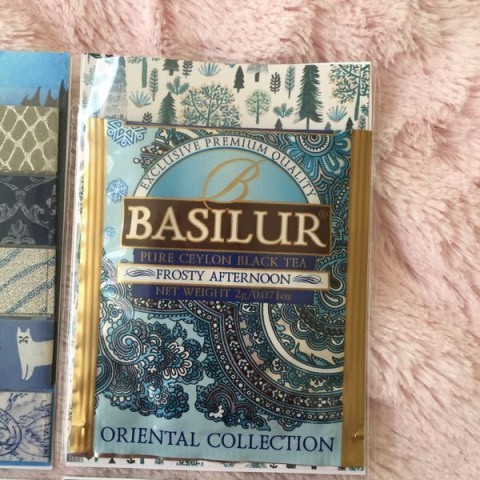 EXCLUSIVE PREMIUM QUALITY
B
BASILUR®
PURE CEYLON BLACK TEA
FROSTY AFTERNOON
NET WEIGHT 2g/0.071oz
ORIENTAL COLLECTION